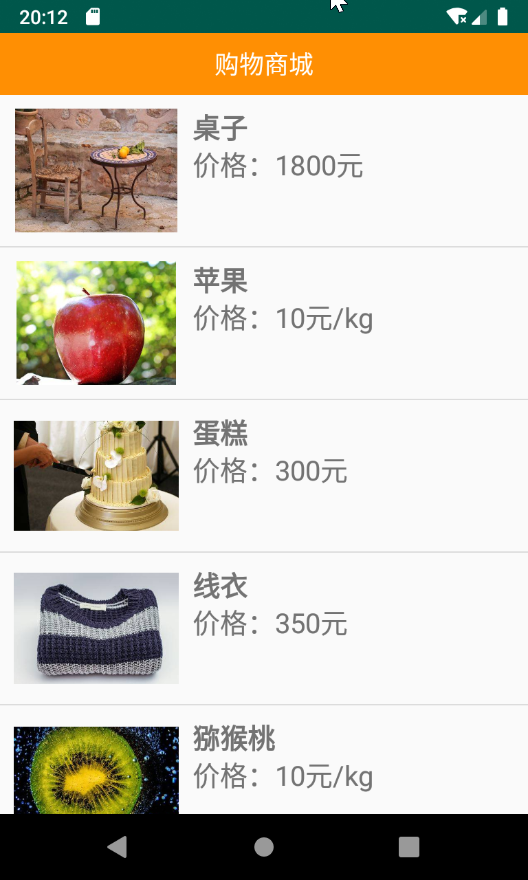 20:12
购物商城
桌子
价格：1800元
苹果
价格：10元/kg
蛋糕
价格：300元
线衣
价格：350元
猕猴桃
价格：10元/kg